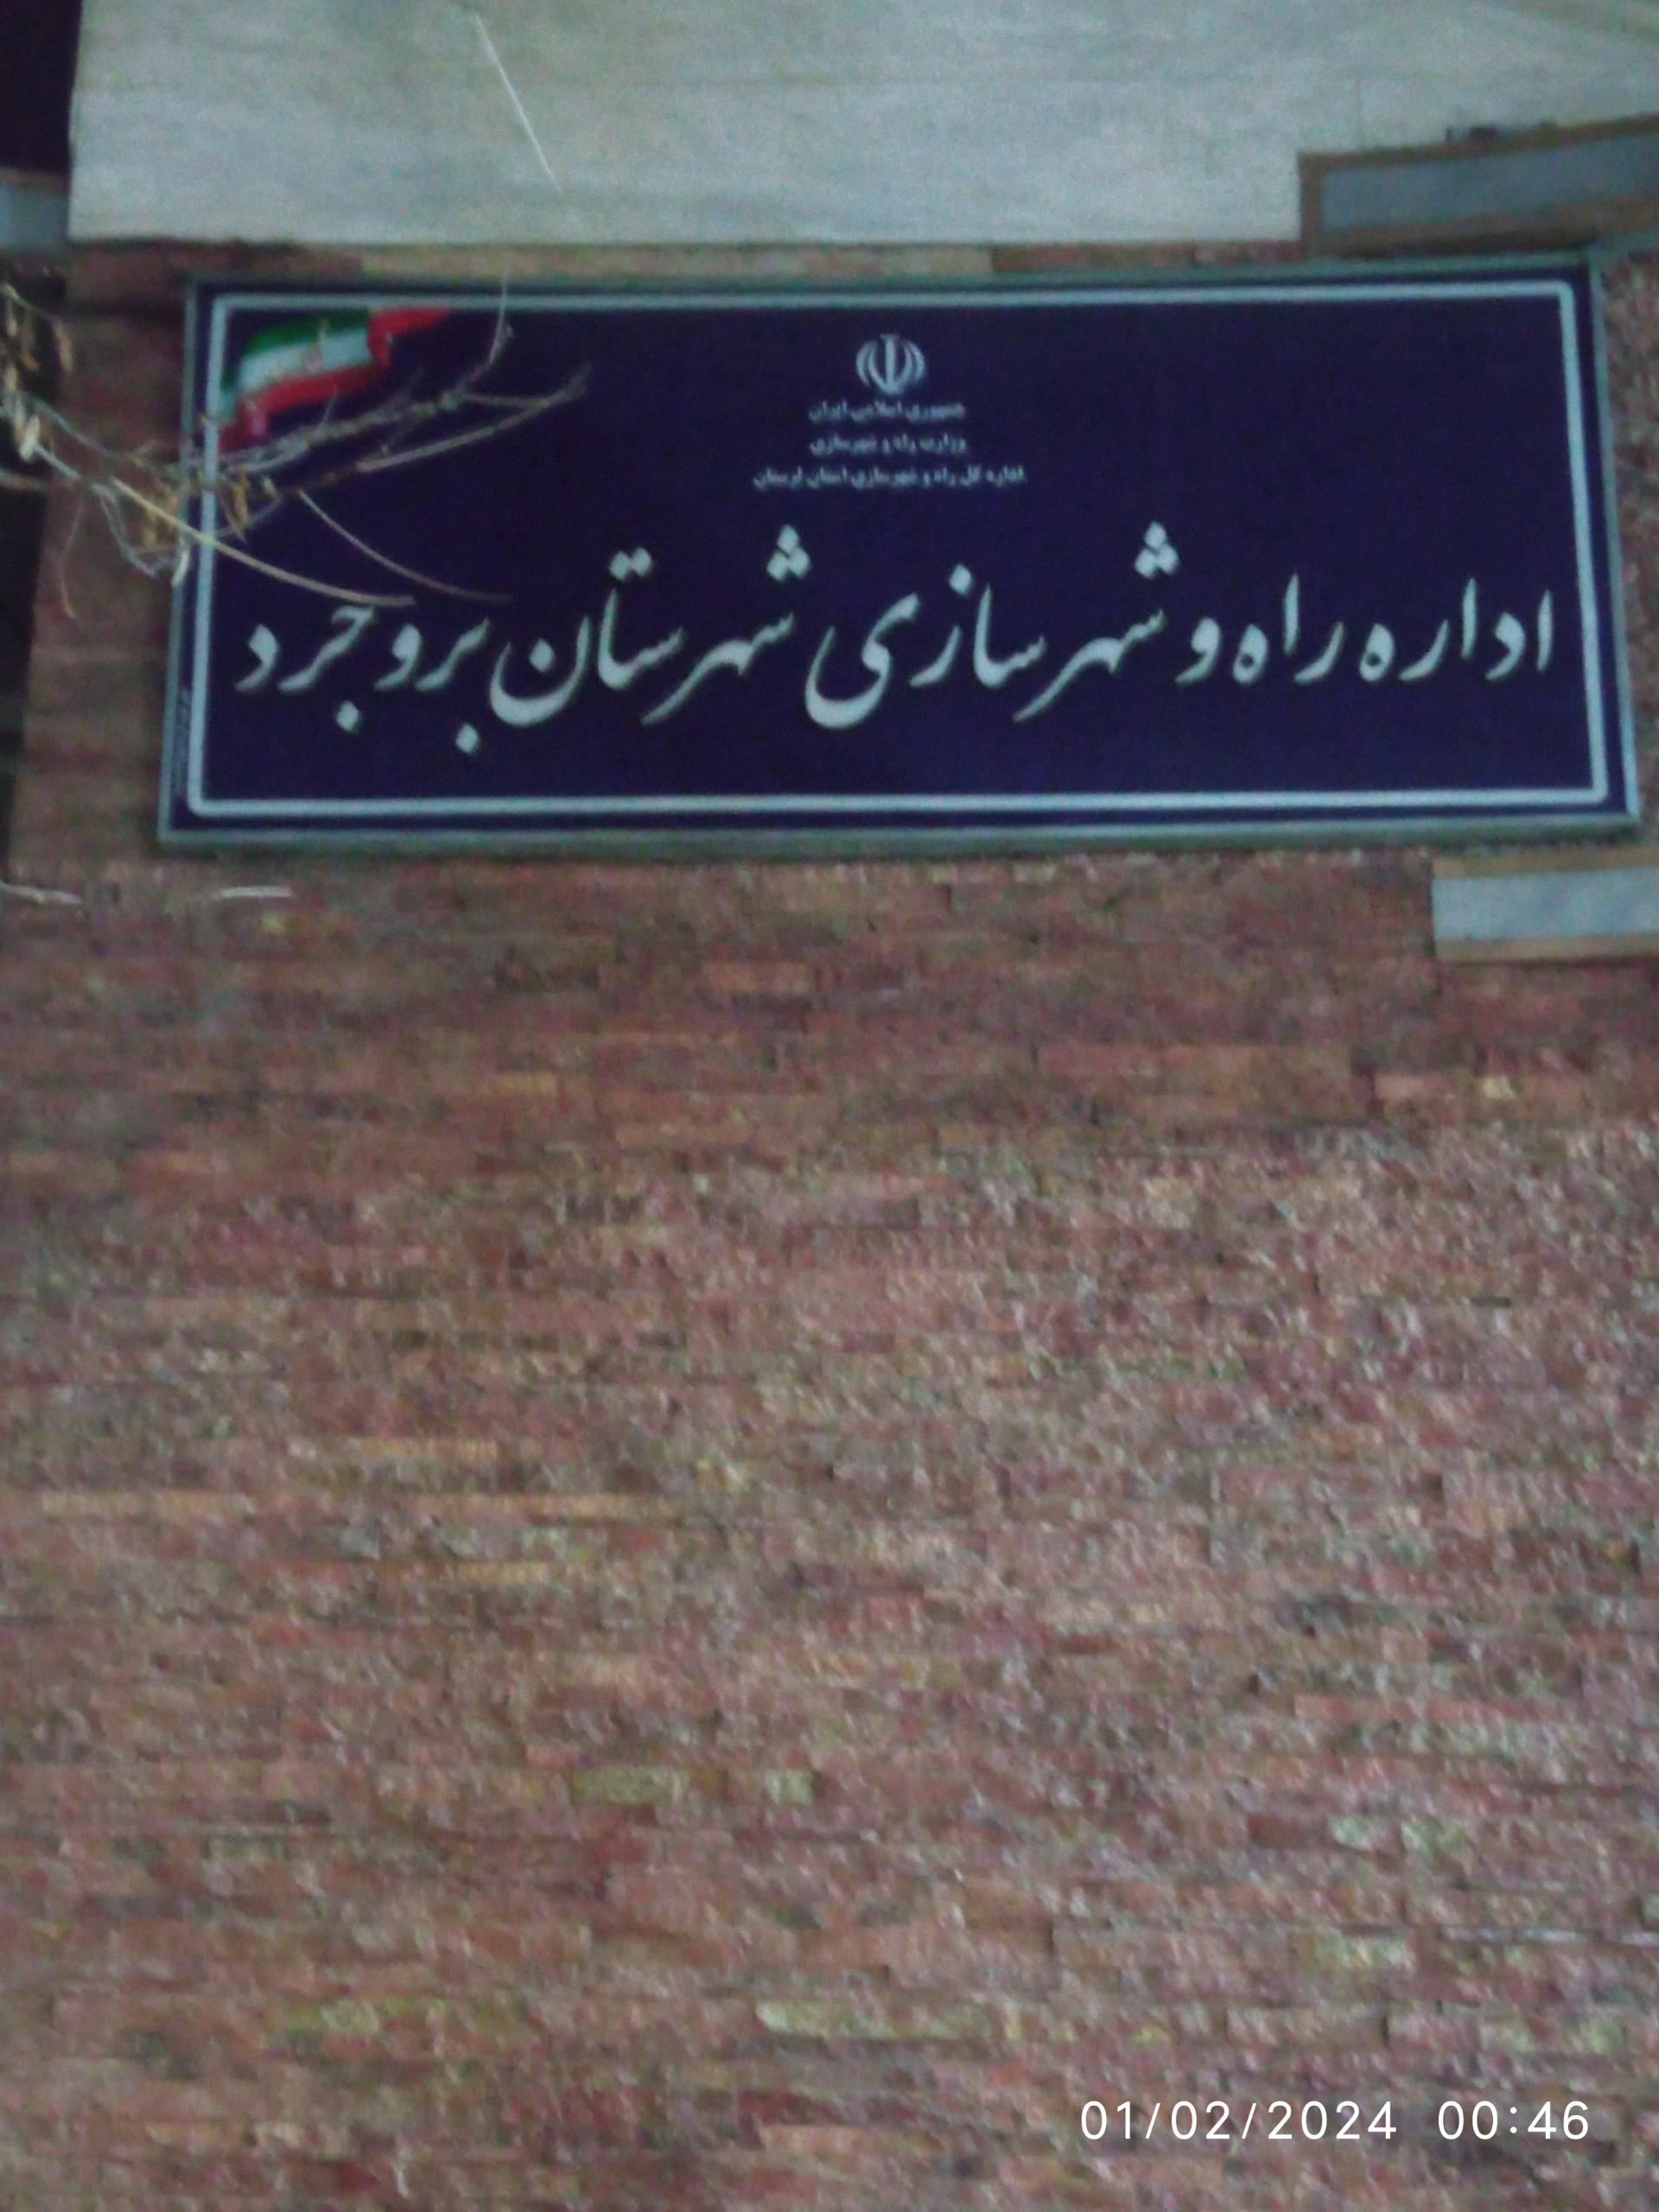 جمهوری اسلامی ایران
وزارت راه و شهرسازی
اداره کل راه و شهرسازی استان لرستان
اداره راه و شهرسازی شهرستان بروجرد
01/02/2024 00:46